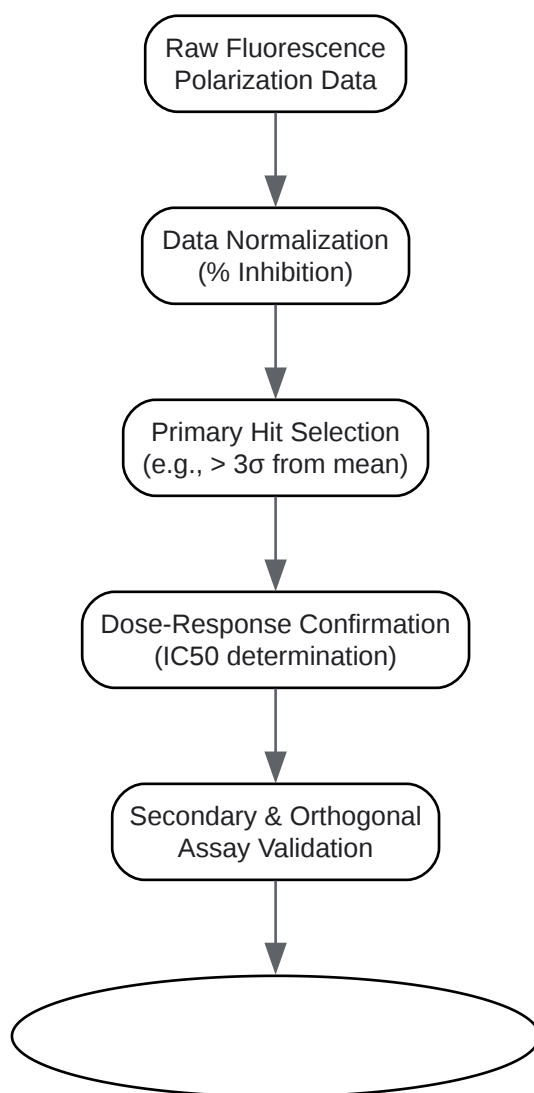 Raw Fluorescence
Polarization Data
Data Normalization
(% Inhibition)
Primary Hit Selection
(e.g., > 3σ from mean)
Dose-Response Confirmation
(IC50 determination)
Secondary & Orthogonal
Assay Validation